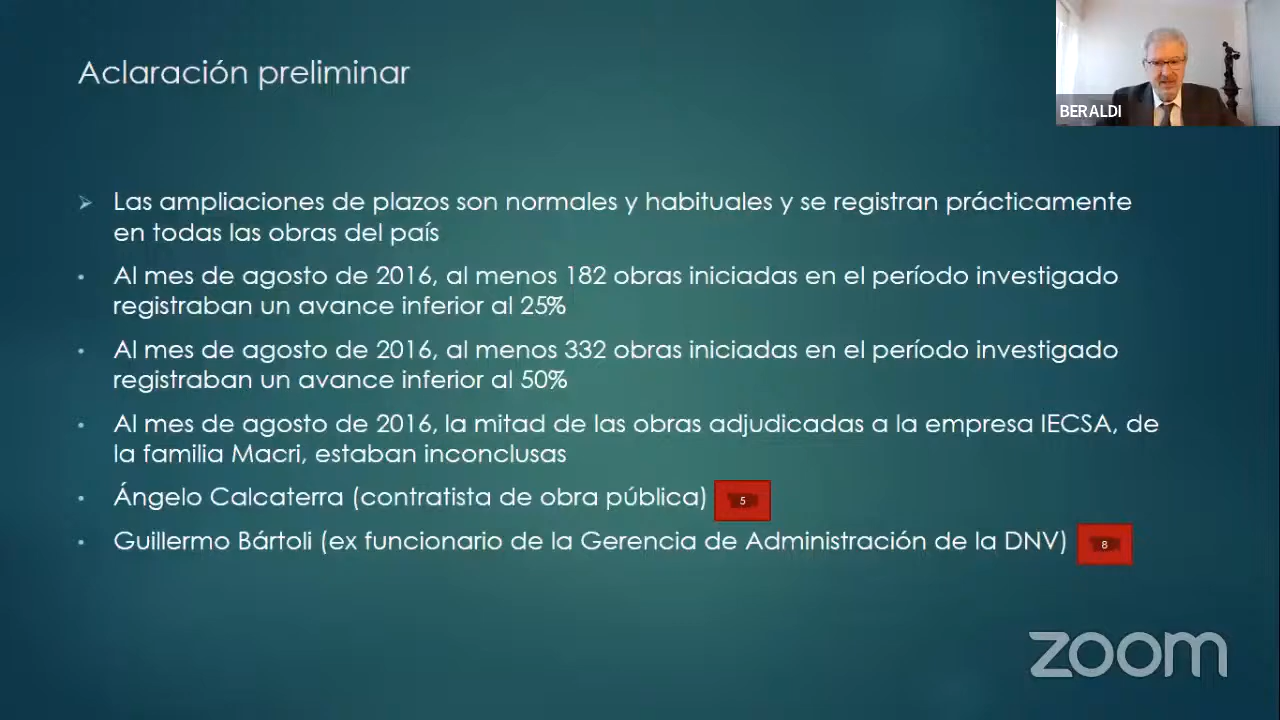 Aclaración preliminar
BERALDI
Las ampliaciones de plazos son normales y habituales y se registran prácticamente
en todas las obras del país
Al mes de agosto de 2016, al menos 182 obras iniciadas en el período investigado
registraban un avance inferior al 25%
Al mes de agosto de 2016, al menos 332 obras iniciadas en el período investigado
registraban un avance inferior al 50%
Al mes de agosto de 2016, la mitad de las obras adjudicadas a la empresa IECSA, de
la familia Macri, estaban inconclusas
Ángelo Calcaterra (contratista de obra pública) 5
Guillermo Bártoli (ex funcionario de la Gerencia de Administración de la DNV) 8
zoom